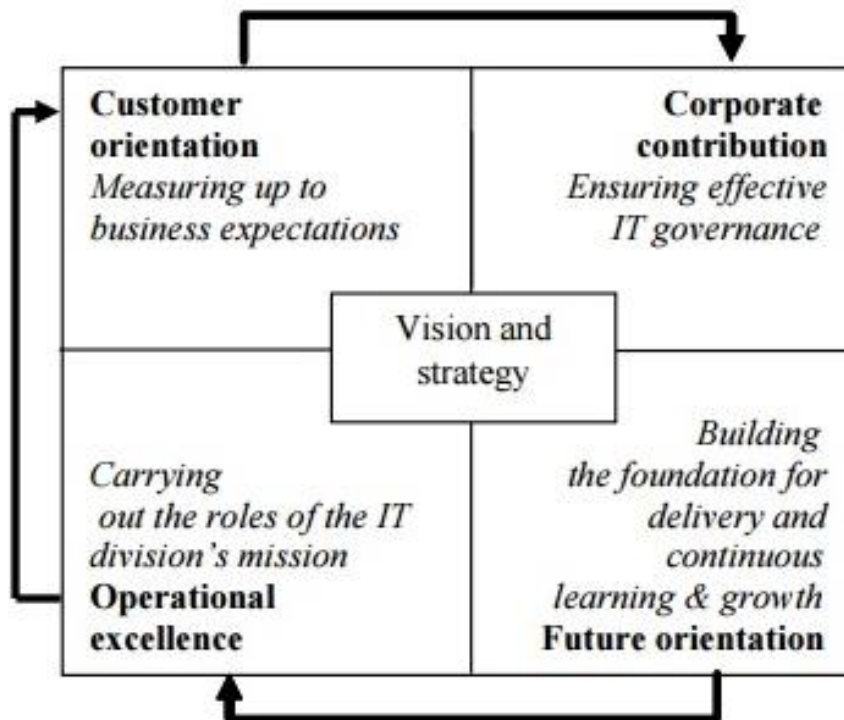 Customer
orientation
Measuring up to
business expectations
Corporate
contribution
Ensuring effective
IT governance
Vision and
strategy
Carrying
out the roles of the IT
division's mission
Operational
excellence
Building
the foundation for
delivery and
continuous
learning & growth
Future orientation